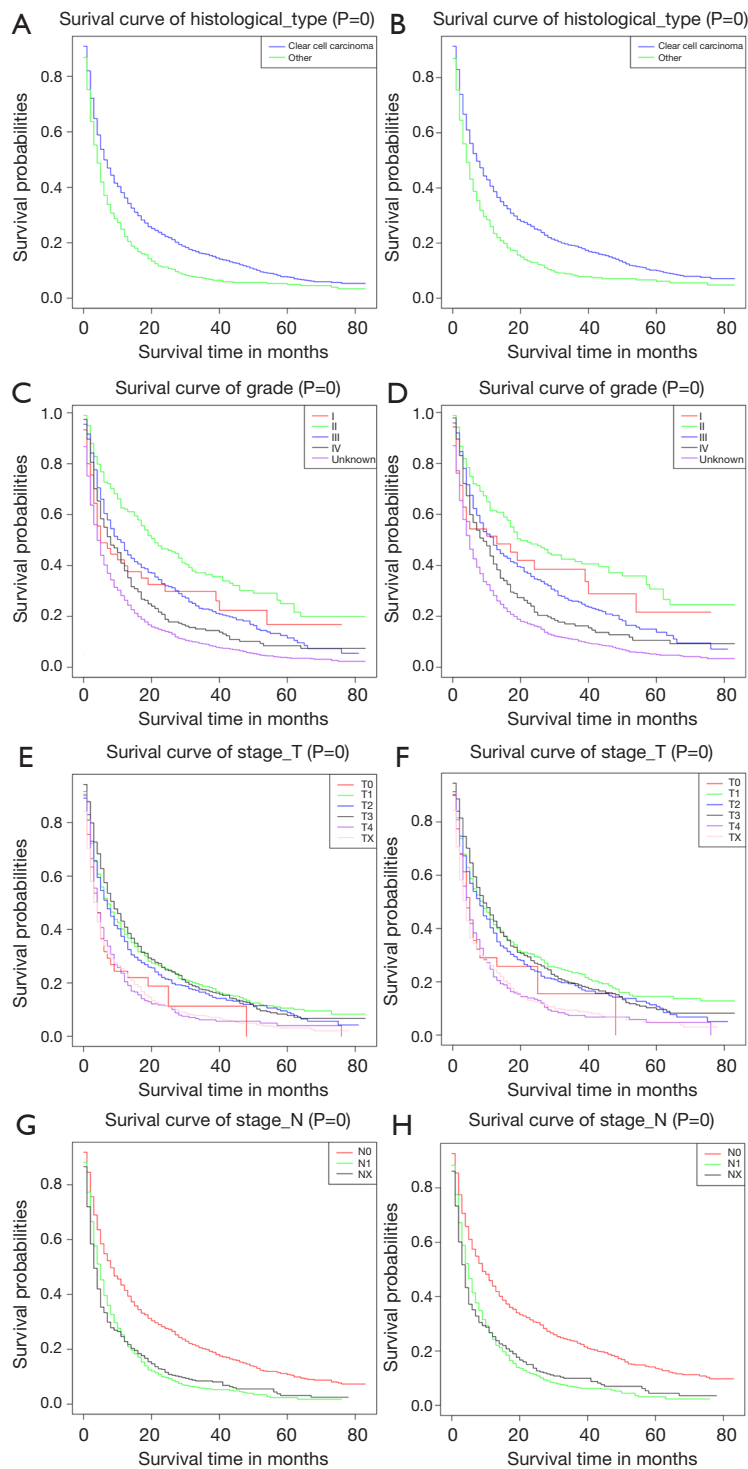 A
Surival curve of histological_type (P=0)
Clear cell carcinoma
Other
Survival probabilities
0.8
0.6
0.4
0.2
0.0
0 20 40 60 80
Survival time in months
B
Surival curve of histological_type (P=0)
Clear cell carcinoma
Other
Survival probabilities
0.8
0.6
0.4
0.2
0.0
0 20 40 60 80
Survival time in months
C
Surival curve of grade (P=0)
I
II
III
IV
Unknown
Survival probabilities
1.0
0.8
0.6
0.4
0.2
0.0
0 20 40 60 80
Survival time in months
D
Surival curve of grade (P=0)
I
II
III
IV
Unknown
Survival probabilities
1.0
0.8
0.6
0.4
0.2
0.0
0 20 40 60 80
Survival time in months
E
Surival curve of stage_T (P=0)
T0
T1
T2
T3
T4
TX
Survival probabilities
0.8
0.6
0.4
0.2
0.0
0 20 40 60 80
Survival time in months
F
Surival curve of stage_T (P=0)
T0
T1
T2
T3
T4
TX
Survival probabilities
0.8
0.6
0.4
0.2
0.0
0 20 40 60 80
Survival time in months
G
Surival curve of stage_N (P=0)
N0
N1
NX
Survival probabilities
0.8
0.6
0.4
0.2
0.0
0 20 40 60 80
Survival time in months
H
Surival curve of stage_N (P=0)
N0
N1
NX
Survival probabilities
0.8
0.6
0.4
0.2
0.0
0 20 40 60 80
Survival time in months